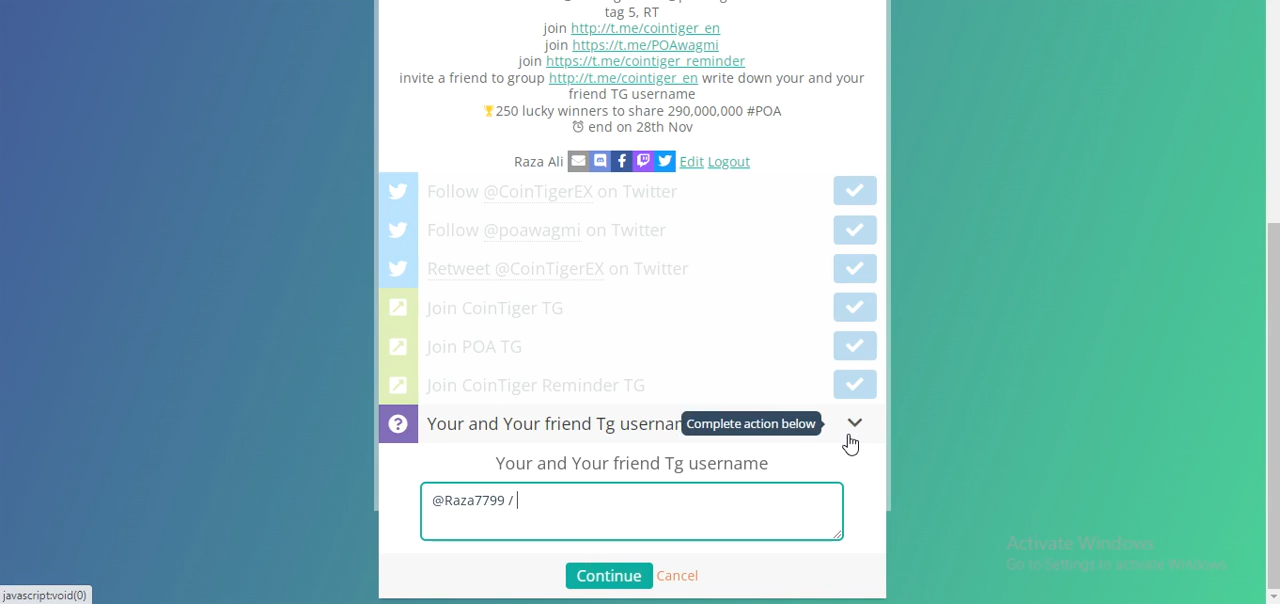 tag 5, RT
join http://t.me/cointiger_en
join https://t.me/POAwagmi
join https://t.me/cointiger_reminder
invite a friend to group http://t.me/cointiger_en write down your and your
friend TG username
🏆250 lucky winners to share 290,000,000 #POA
⏰ end on 28th Nov
Raza Ali Edit Logout
Follow @CoinTigerEX on Twitter
Follow @poawagmi on Twitter
Retweet @CoinTigerEX on Twitter
Join CoinTiger TG
Join POA TG
Join CoinTiger Reminder TG
Your and Your friend Tg usernam Complete action below
Your and Your friend Tg username
@Raza7799 /
Activate Windows
Go to Settings to activate Windows.
Continue Cancel
javascript:void(0)